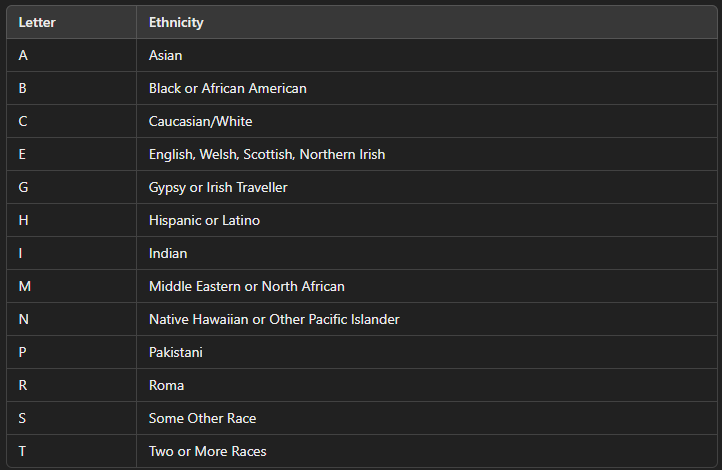 Letter Ethnicity
A Asian
B Black or African American
C Caucasian/White
E English, Welsh, Scottish, Northern Irish
G Gypsy or Irish Traveller
H Hispanic or Latino
I Indian
M Middle Eastern or North African
N Native Hawaiian or Other Pacific Islander
P Pakistani
R Roma
S Some Other Race
T Two or More Races